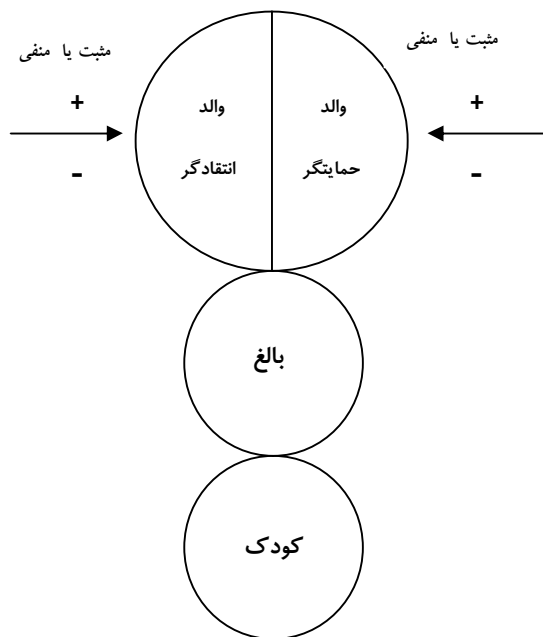 مثبت یا منفی
مثبت یا منفی
والد
والد
+
+
حمایتگر
انتقادگر
-
-
بالغ
کودک